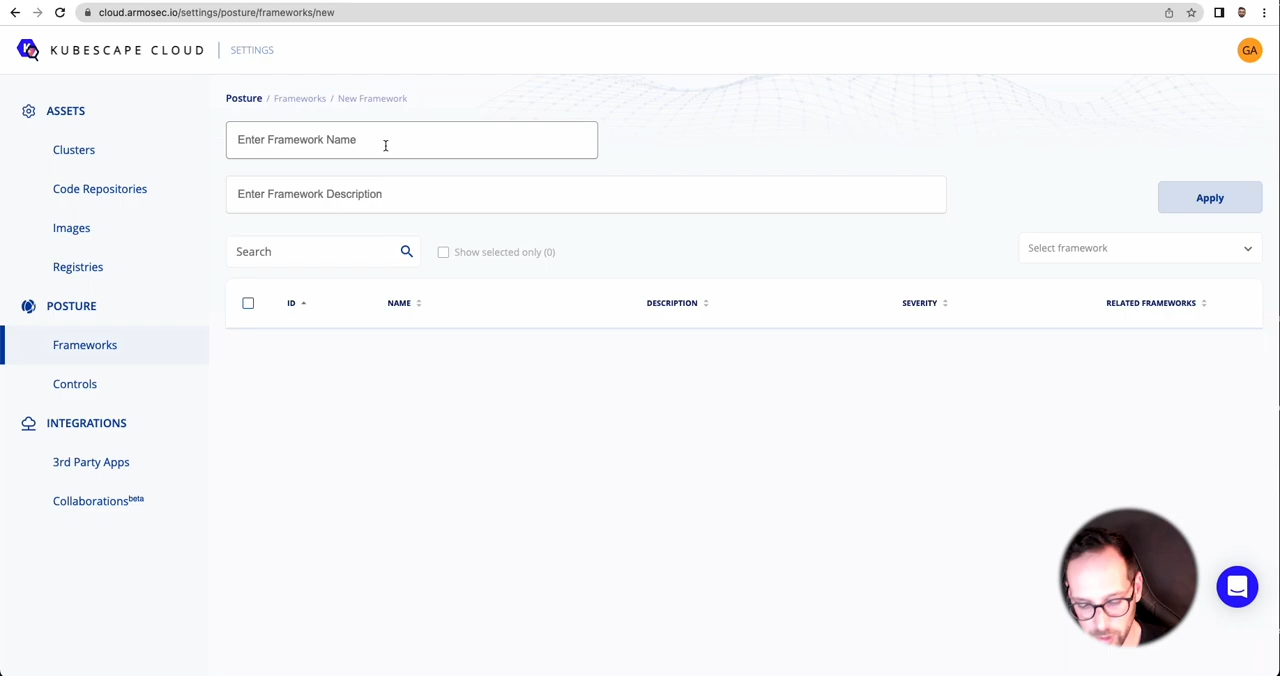 cloud.armosec.io/settings/posture/frameworks/new
KUBESCAPE CLOUD SETTINGS GA
ASSETS
Clusters
Code Repositories
Images
Registries
POSTURE
Frameworks
Controls
INTEGRATIONS
3rd Party Apps
Collaborationsbeta
Posture / Frameworks / New Framework
Enter Framework Name
Enter Framework Description
Apply
Search Show selected only (0) Select framework
ID NAME DESCRIPTION SEVERITY RELATED FRAMEWORKS